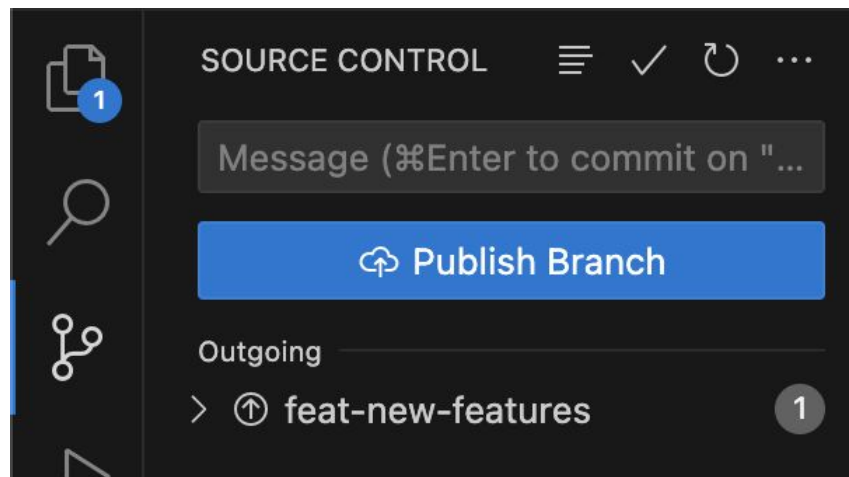 1
SOURCE CONTROL
Message (⌘Enter to commit on "...
Publish Branch
Outgoing
feat-new-features 1